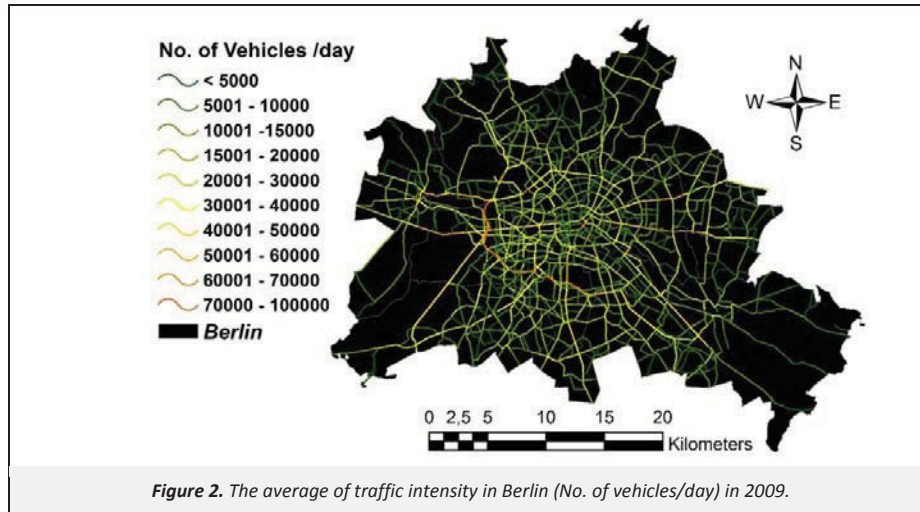 No. of Vehicles /day
< 5000
5001 - 10000
10001 -15000
15001 - 20000
20001 - 30000
30001 - 40000
40001 - 50000
50001 - 60000
60001 - 70000
70000 - 100000
Berlin
N
W E
S
0 2,5 5 10 15 20
Kilometers
Figure 2. The average of traffic intensity in Berlin (No. of vehicles/day) in 2009.